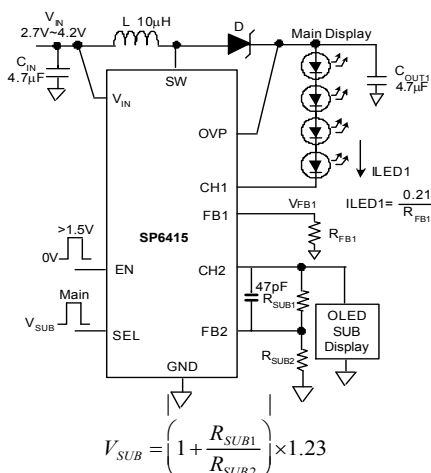 V_IN
2.7V~4.2V
L 10µH
D
Main Display
C_IN
4.7µF
SW
C_OUT1
4.7µF
V_IN
OVP
ILED1
CH1
V_FB1
ILED1= 0.21 / R_FB1
FB1
R_FB1
>1.5V
0V
SP6415
EN
CH2
47pF
R_SUB1
Main
V_SUB
SEL
FB2
OLED
SUB
Display
R_SUB2
GND
V_SUB = (1 + R_SUB1 / R_SUB2) × 1.23